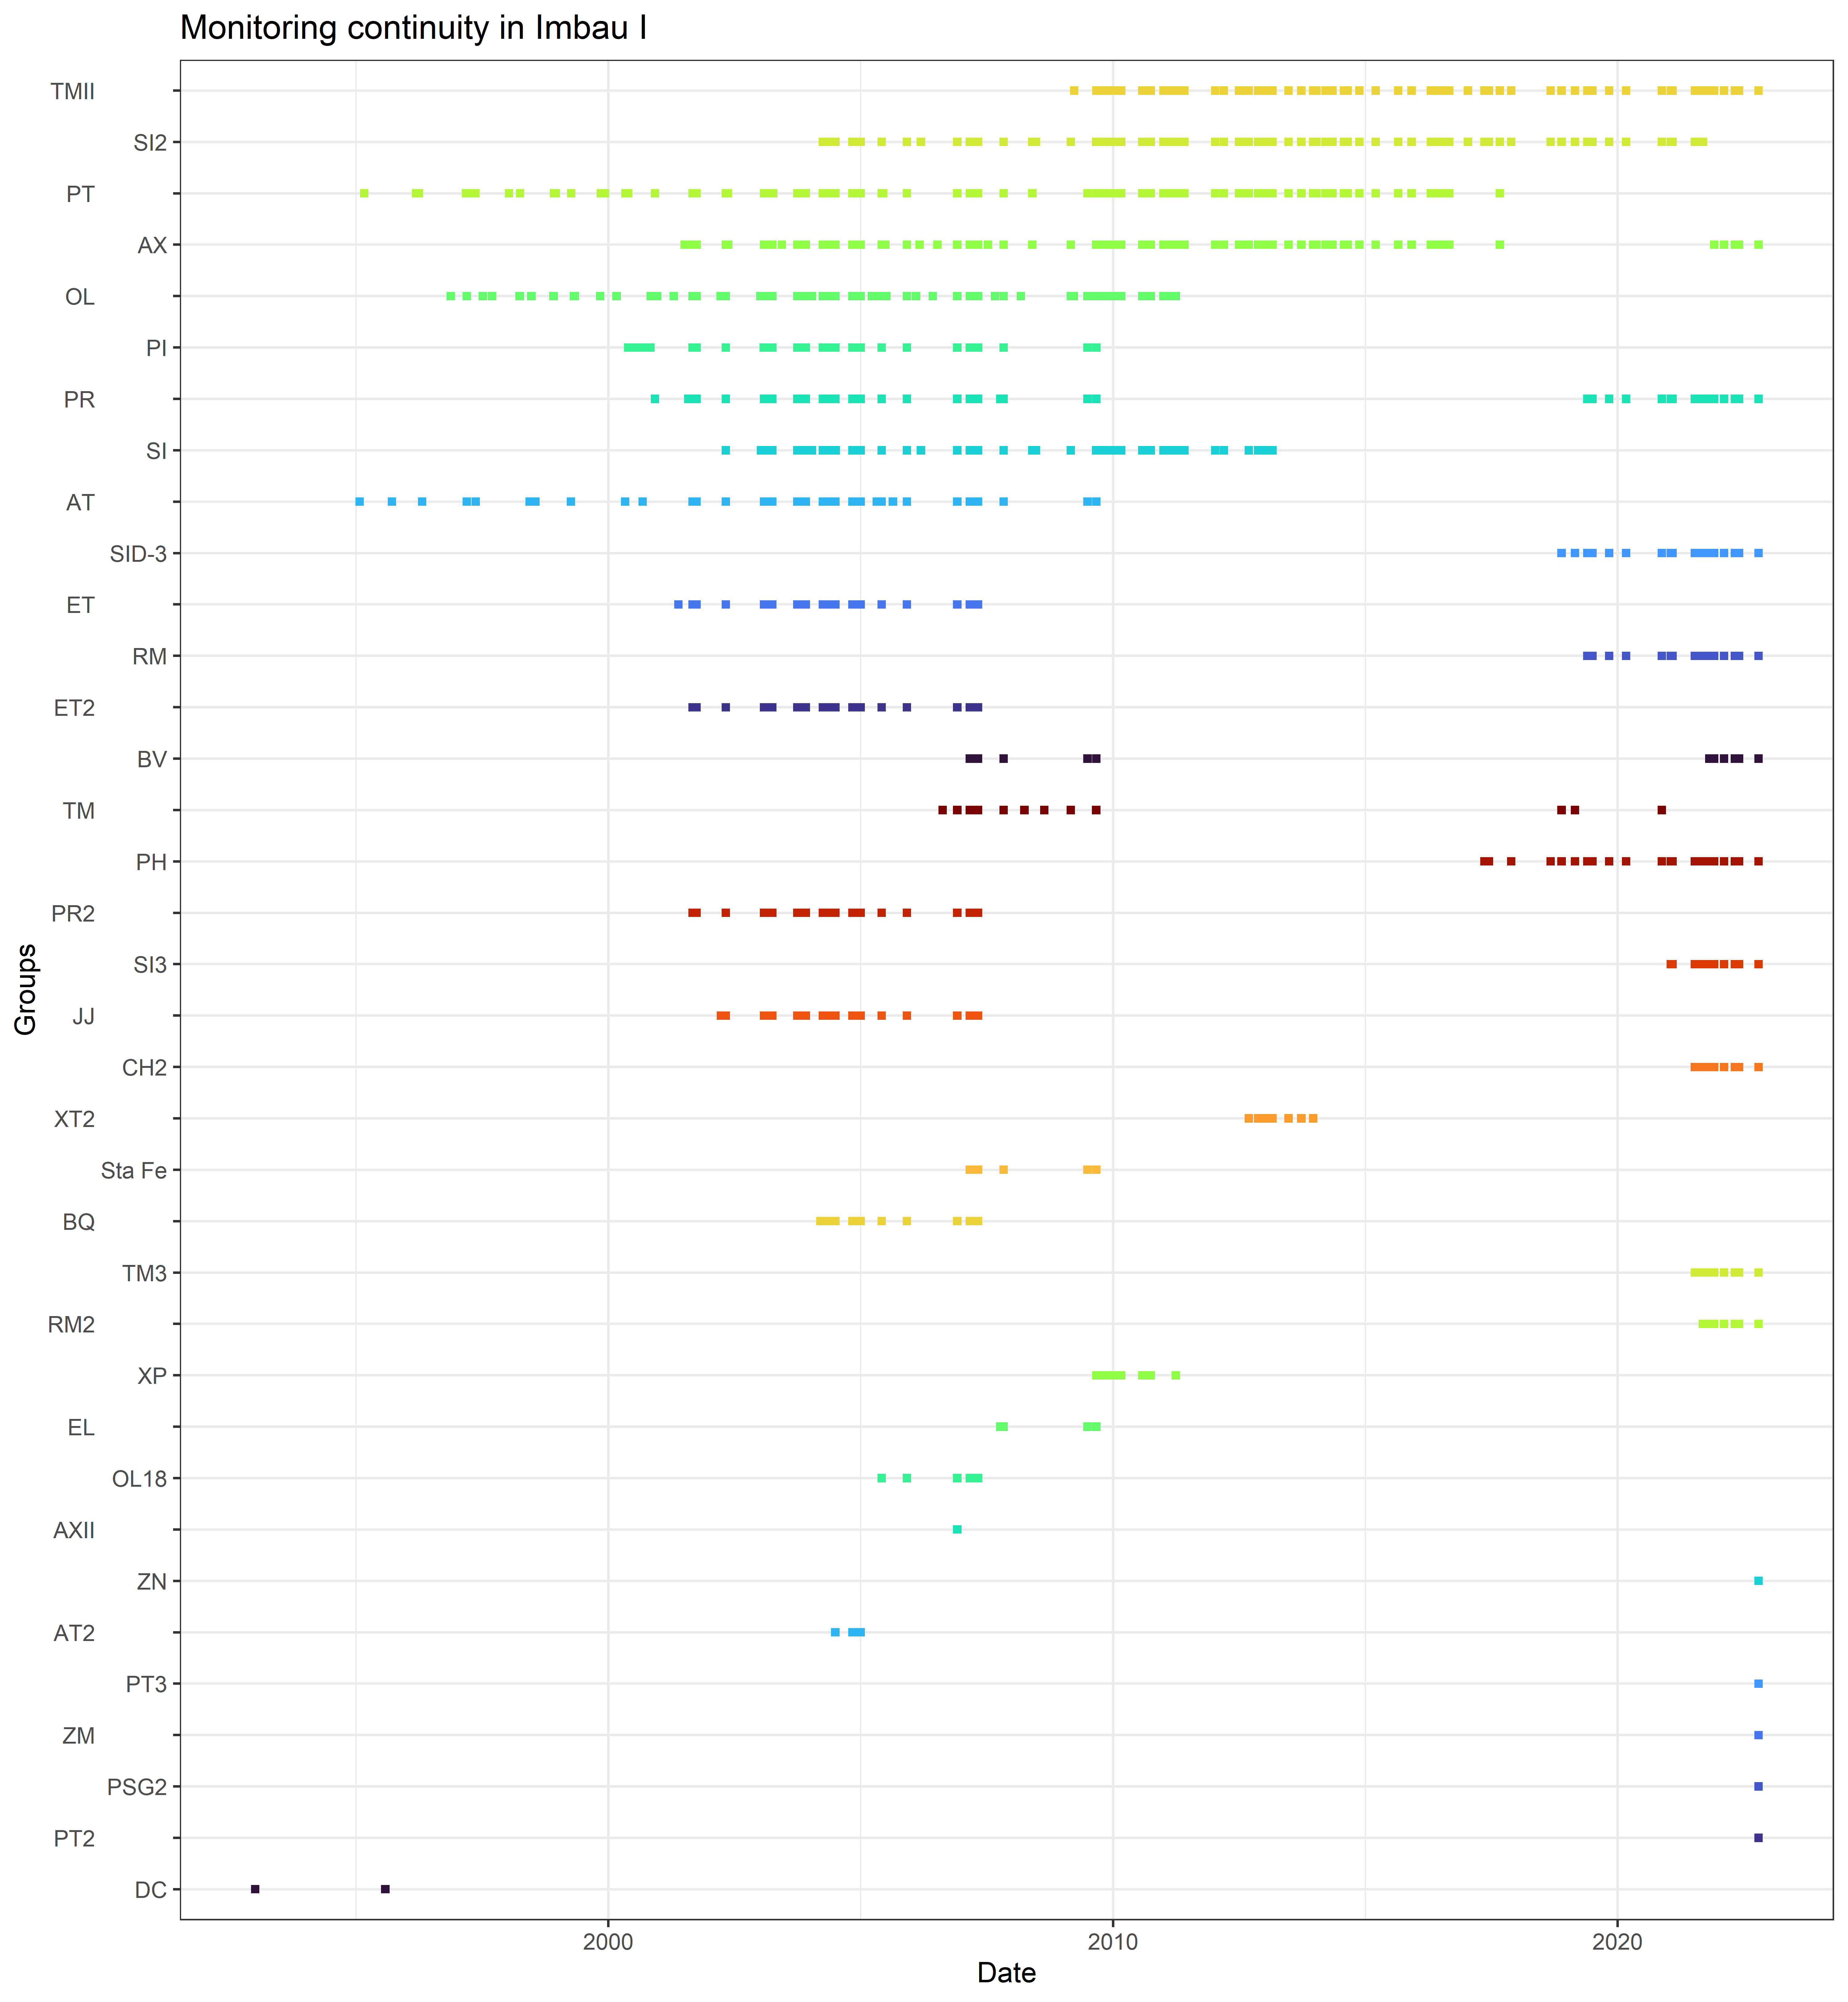 Monitoring continuity in Imbau I
TMII
SI2
PT
AX
OL
PI
PR
SI
AT
SID-3
ET
RM
ET2
BV
TM
PH
PR2
SI3
JJ
CH2
XT2
Sta Fe
BQ
TM3
RM2
XP
EL
OL18
AXII
ZN
AT2
PT3
ZM
PSG2
PT2
DC
Groups
2000 2010 2020
Date